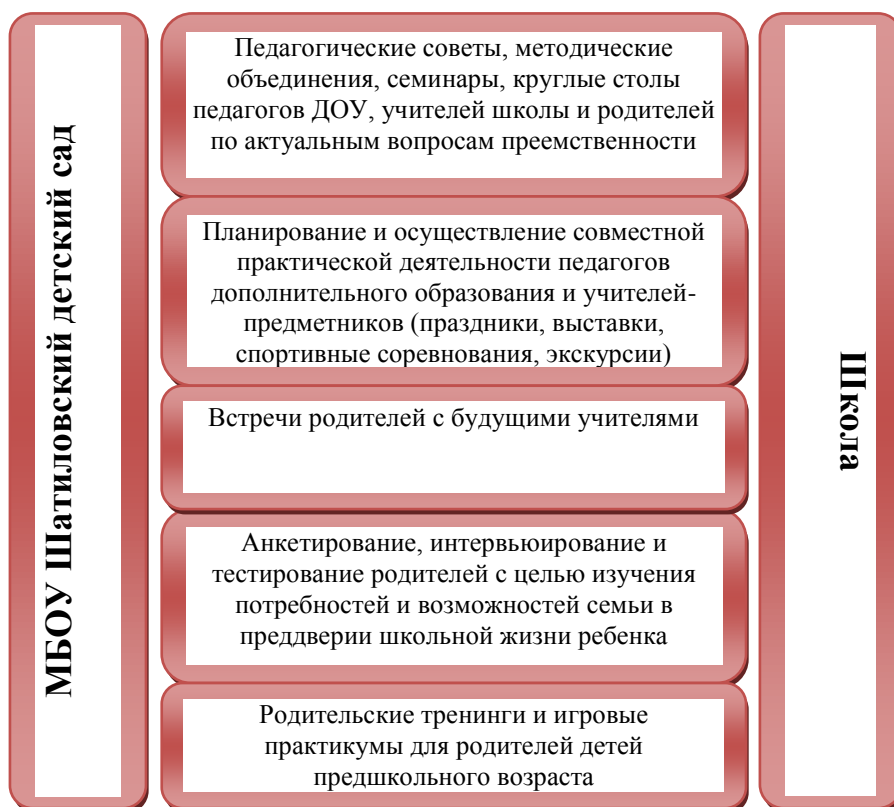 МБОУ Шатиловский детский сад
Педагогические советы, методические
объединения, семинары, круглые столы
педагогов ДОУ, учителей школы и родителей
по актуальным вопросам преемственности
Планирование и осуществление совместной
практической деятельности педагогов
дополнительного образования и учителей-
предметников (праздники, выставки,
спортивные соревнования, экскурсии)
Встречи родителей с будущими учителями
Анкетирование, интервьюирование и
тестирование родителей с целью изучения
потребностей и возможностей семьи в
преддверии школьной жизни ребенка
Родительские тренинги и игровые
практикумы для родителей детей
предшкольного возраста
Школа